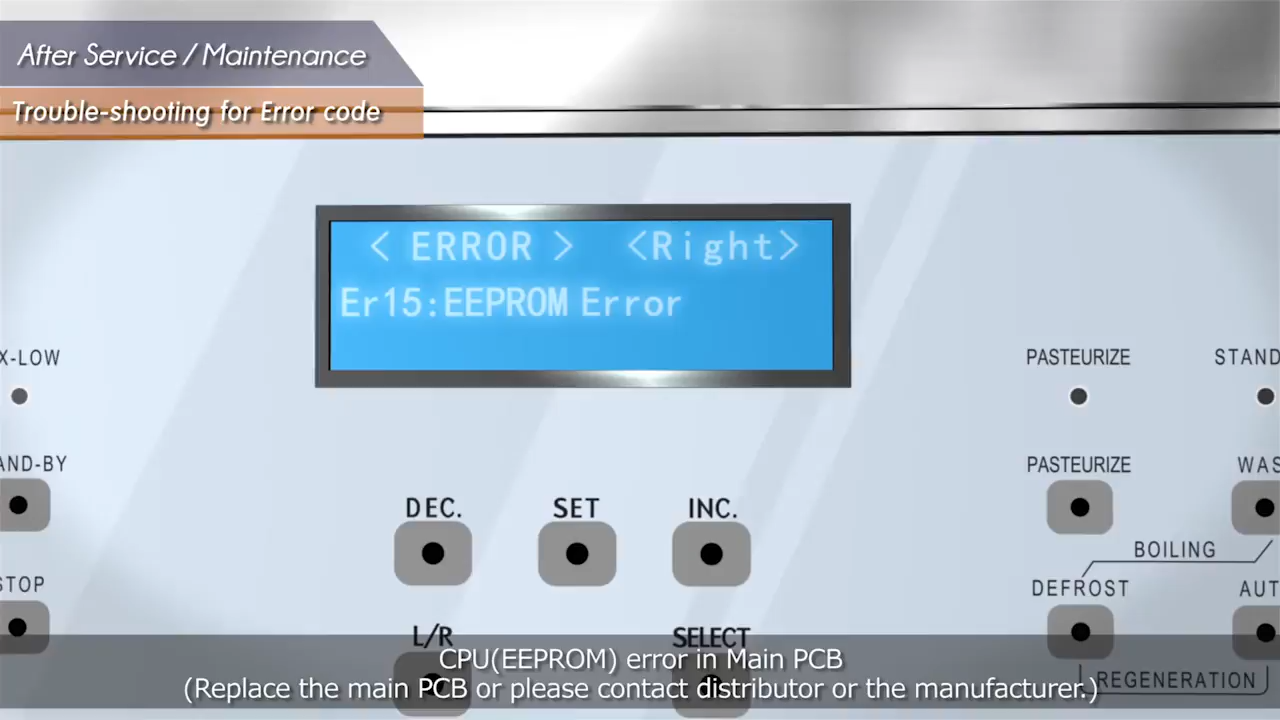 After Service / Maintenance
Trouble-shooting for Error code
< ERROR > <Right>
Er15:EEPROM Error
X-LOW
PASTEURIZE
STAND
AND-BY
PASTEURIZE
WAS
DEC.
SET
INC.
BOILING
STOP
DEFROST
AUT
L/R
SELECT
CPU(EEPROM) error in Main PCB
REGENERATION
(Replace the main PCB or please contact distributor or the manufacturer.)